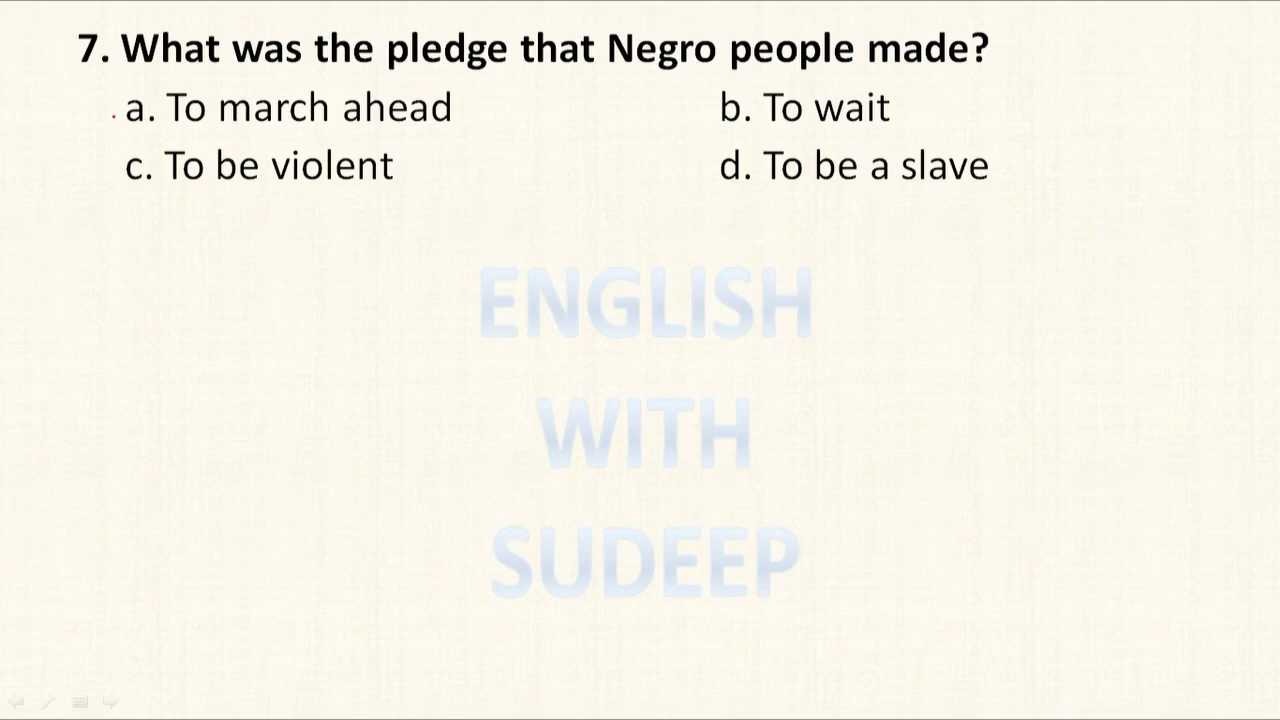 7. What was the pledge that Negro people made?
a. To march ahead b. To wait
c. To be violent d. To be a slave
ENGLISH
WITH
SUDEEP